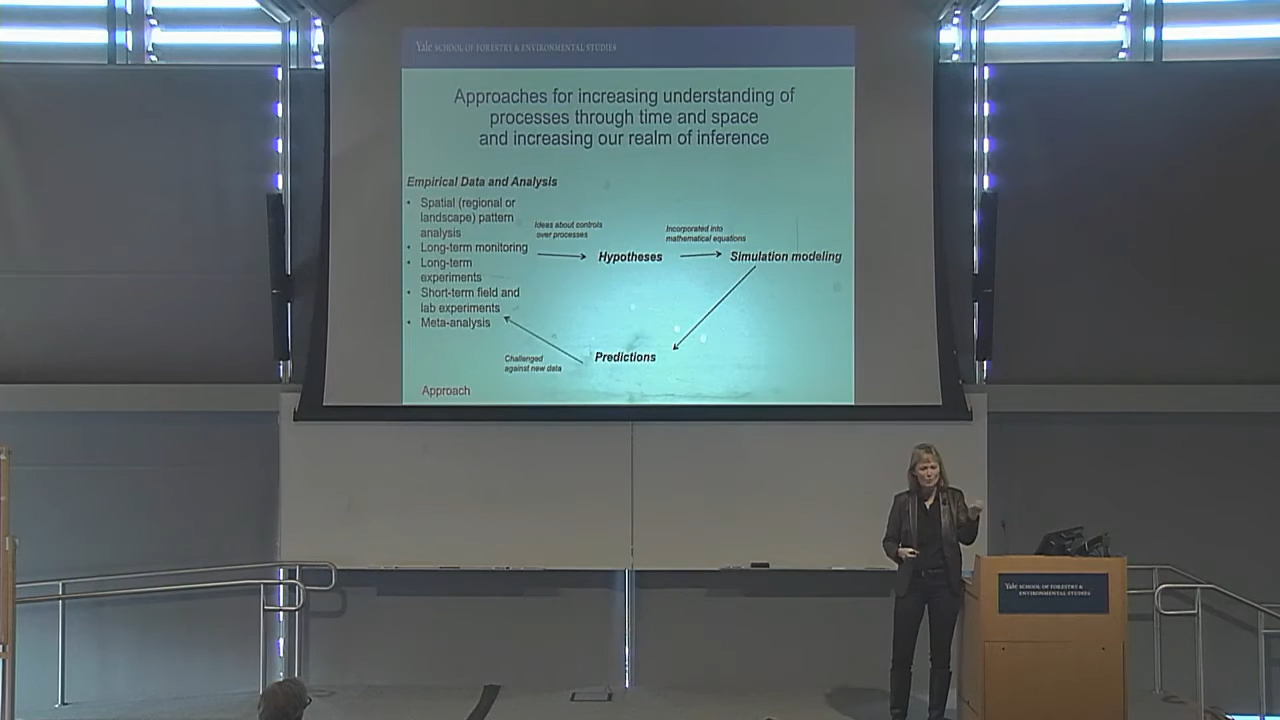 Yale SCHOOL OF FORESTRY & ENVIRONMENTAL STUDIES
Approaches for increasing understanding of
processes through time and space
and increasing our realm of inference
Empirical Data and Analysis
• Spatial (regional or
landscape) pattern
analysis
• Long-term monitoring
• Long-term
experiments
• Short-term field and
lab experiments
• Meta-analysis
Ideas about controls
over processes
Hypotheses
Incorporated into
mathematical equations
Simulation modeling
Predictions
Challenged
against new data
Approach
Yale SCHOOL OF FORESTRY &
ENVIRONMENTAL STUDIES